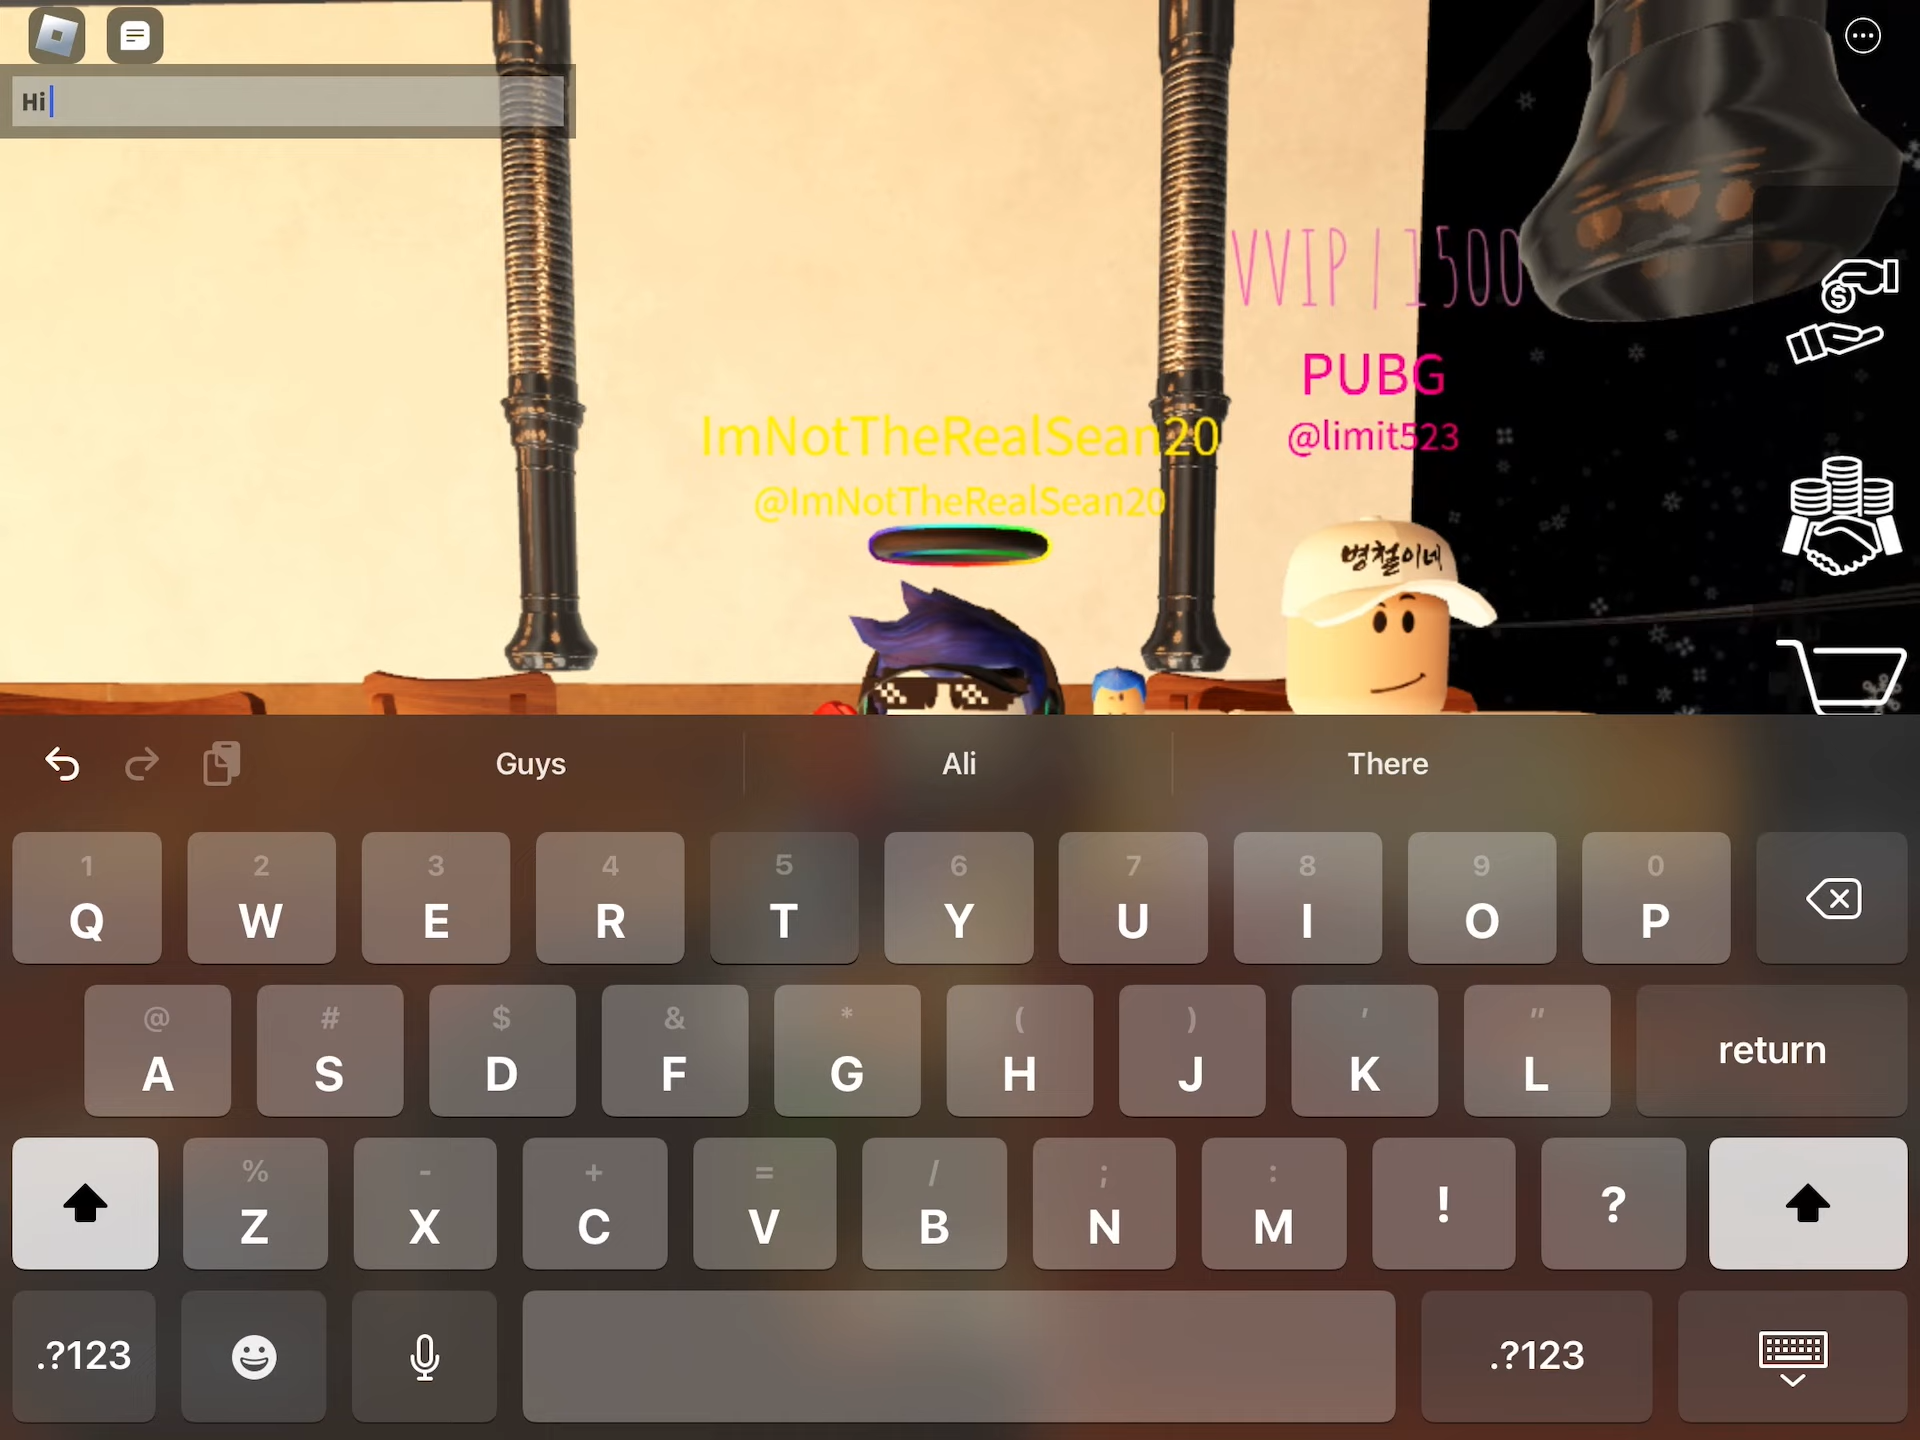 Hi
VVIP / 1500
PUBG
@limit523
ImNotTheRealSean20
@ImNotTheRealSean20
병철이네
Guys Ali There
1 2 3 4 5 6 7 8 9 0
Q W E R T Y U I O P
@ # $ & * ( ) ' "
A S D F G H J K L return
% - + = / ; :
Z X C V B N M ! ?
.?123 .?123